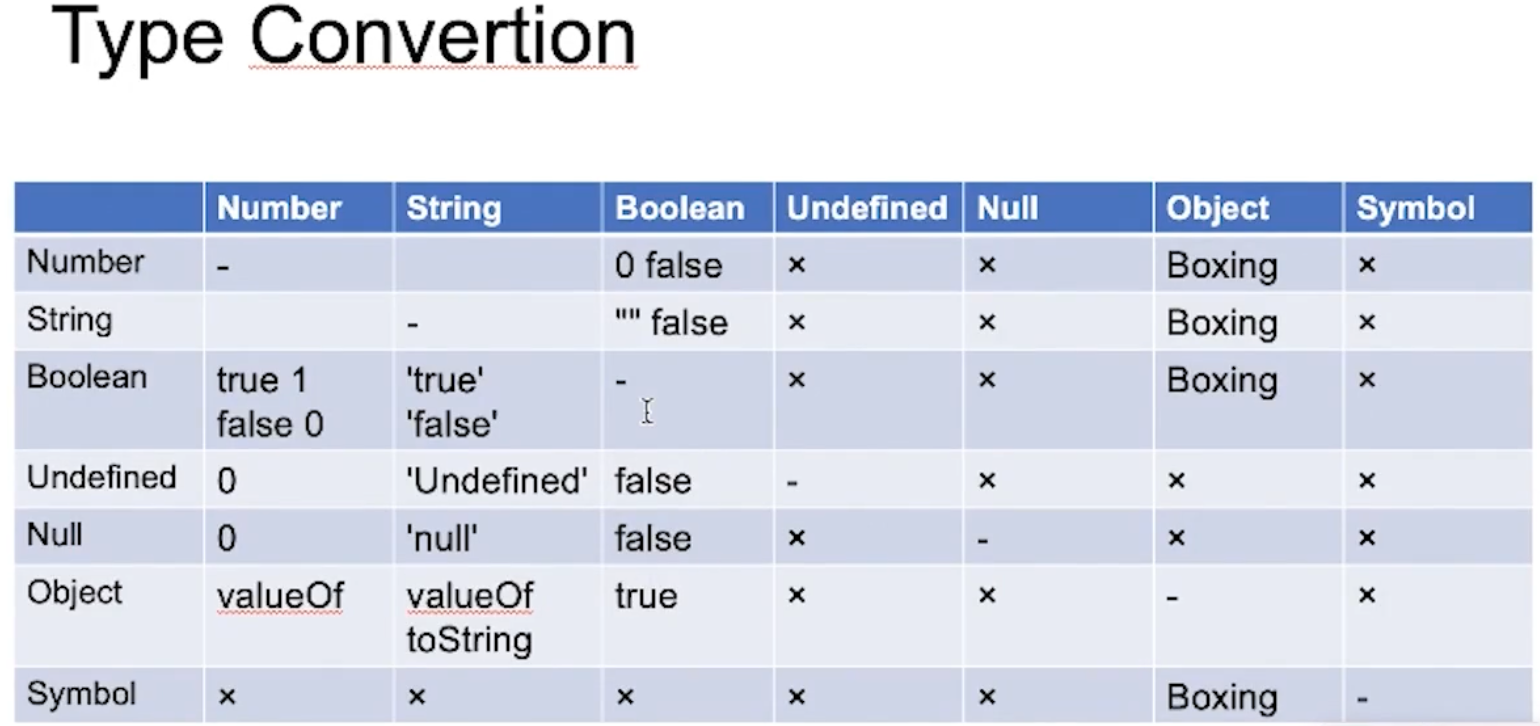 Type Convertion
Number String Boolean Undefined Null Object Symbol
Number - 0 false × × Boxing ×
String - "" false × × Boxing ×
Boolean true 1 'true' - × × Boxing ×
false 0 'false'
Undefined 0 'Undefined' false - × × ×
Null 0 'null' false × - × ×
Object valueOf valueOf true × × - ×
toString
Symbol × × × × × Boxing -